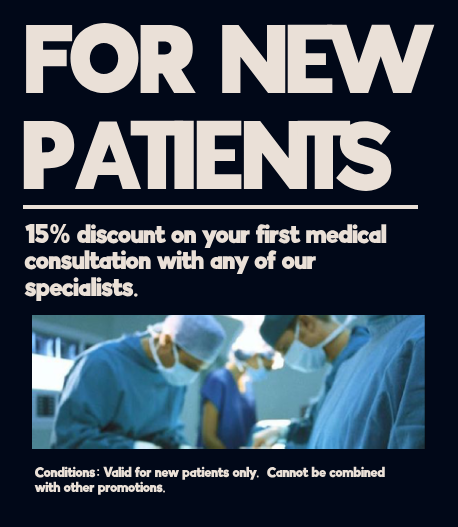 FOR NEW
PATIENTS
15% discount on your first medical
consultation with any of our
specialists.
Conditions: Valid for new patients only. Cannot be combined
with other promotions.